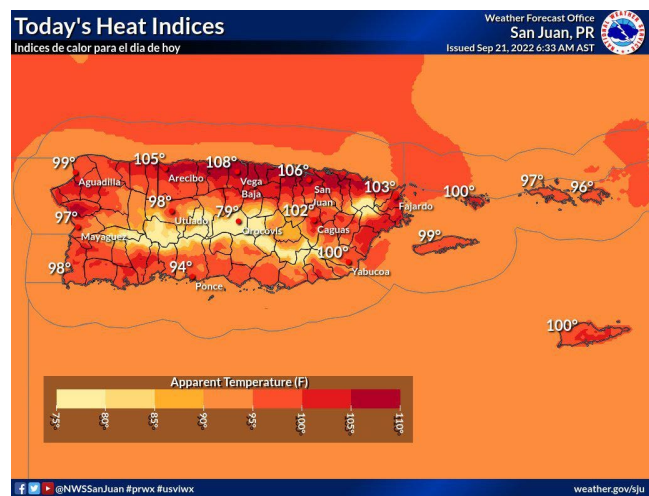 Today's Heat Indices
Indices de calor para el dia de hoy
Weather Forecast Office
San Juan, PR
Issued Sep 21, 2022 6:33 AM AST
99°
Aguadilla
105°
Arecibo
108°
Vega
Baja
106°
San
Juan
103°
Fajardo
100°
97°
96°
98°
Utuado
79°
Orocovis
102°
Caguas
97°
Mayaguez
99°
100°
Yabucoa
98°
94°
Ponce
100°
Apparent Temperature (F)
75°
80°
85°
90°
95°
100°
105°
110°
@NWSSanJuan #prwx #usviwx
weather.gov/sju